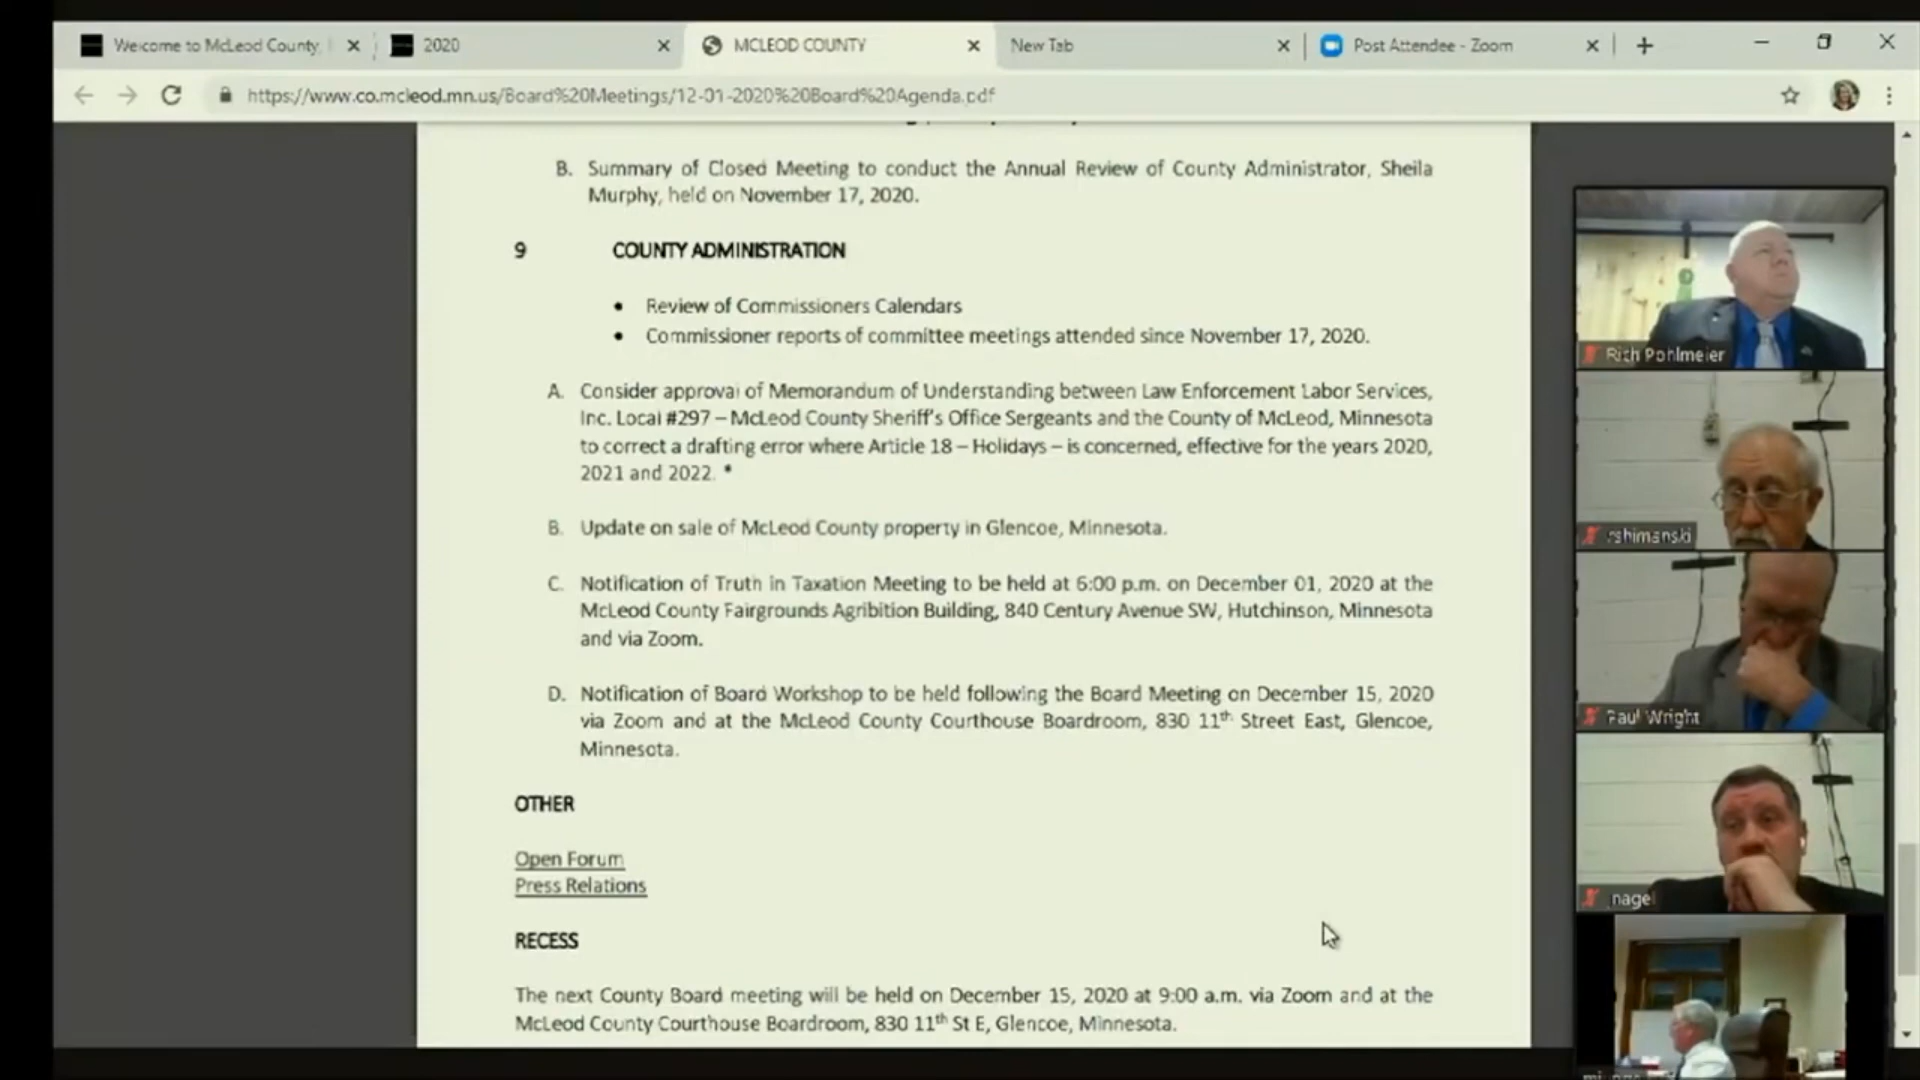 Welcome to McLeod County,
2020
MCLEOD COUNTY
New Tab
Post Attendee - Zoom
https://www.co.mcleod.mn.us/Board%20Meetings/12-01-2020%20Board%20Agenda.pdf
B. Summary of Closed Meeting to conduct the Annual Review of County Administrator, Sheila
Murphy, held on November 17, 2020.
9 COUNTY ADMINISTRATION
• Review of Commissioners Calendars
• Commissioner reports of committee meetings attended since November 17, 2020.
A. Consider approval of Memorandum of Understanding between Law Enforcement Labor Services,
Inc. Local #297 – McLeod County Sheriff's Office Sergeants and the County of McLeod, Minnesota
to correct a drafting error where Article 18 – Holidays – is concerned, effective for the years 2020,
2021 and 2022. *
B. Update on sale of McLeod County property in Glencoe, Minnesota.
C. Notification of Truth in Taxation Meeting to be held at 6:00 p.m. on December 01, 2020 at the
McLeod County Fairgrounds Agribition Building, 840 Century Avenue SW, Hutchinson, Minnesota
and via Zoom.
D. Notification of Board Workshop to be held following the Board Meeting on December 15, 2020
via Zoom and at the McLeod County Courthouse Boardroom, 830 11th Street East, Glencoe,
Minnesota.
OTHER
Open Forum
Press Relations
RECESS
The next County Board meeting will be held on December 15, 2020 at 9:00 a.m. via Zoom and at the
McLeod County Courthouse Boardroom, 830 11th St E, Glencoe, Minnesota.
Rich Pohlmeier
rshimanski
Paul Wright
nagel